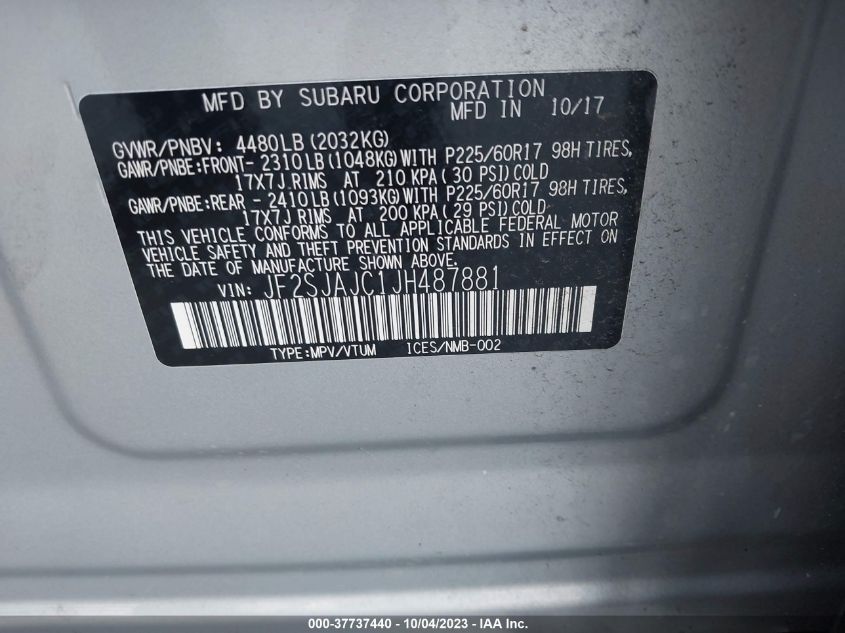 MFD BY SUBARU CORPORATION
MFD IN 10/17
GVWR/PNBV: 4480LB (2032KG)
GAWR/PNBE:FRONT- 2310LB (1048KG)WITH P225/60R17 98H TIRES,
17X7J RIMS AT 210 KPA (30 PSI)COLD
GAWR/PNBE:REAR - 2410LB (1093KG)WITH P225/60R17 98H TIRES,
17X7J RIMS AT 200 KPA (29 PSI)COLD
THIS VEHICLE CONFORMS TO ALL APPLICABLE FEDERAL MOTOR
VEHICLE SAFETY AND THEFT PREVENTION STANDARDS IN EFFECT ON
THE DATE OF MANUFACTURE SHOWN ABOVE.
VIN: JF2SJAJC1JH487881
TYPE:MPV/VTUM ICES/NMB-002
000-37737440 - 10/04/2023 - IAA Inc.